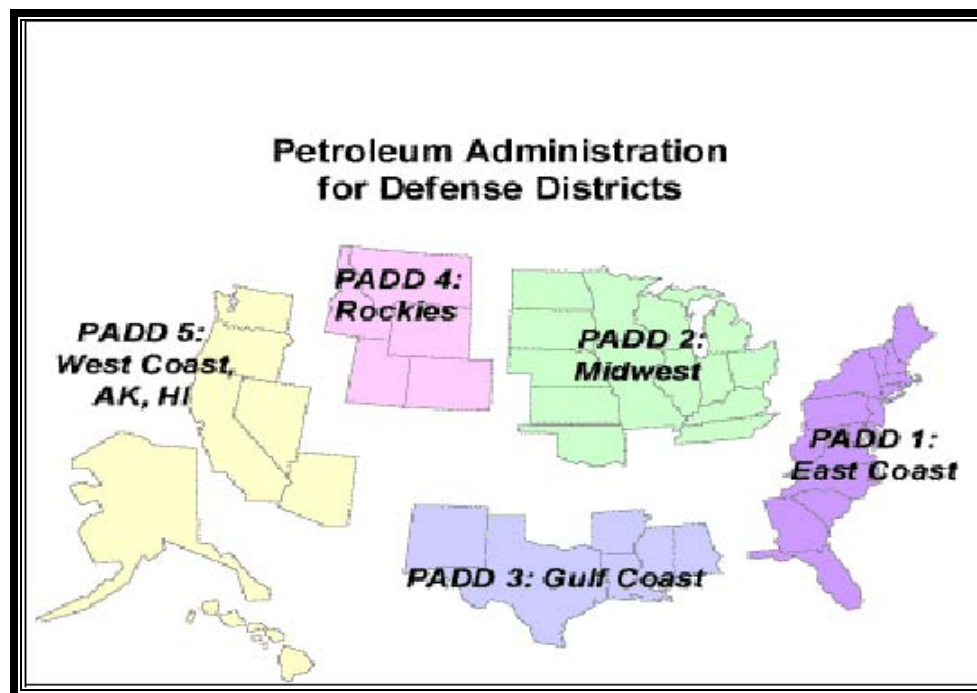 Petroleum Administration
for Defense Districts
PADD 5:
West Coast,
AK, HI
PADD 4:
Rockies
PADD 2:
Midwest
PADD 1:
East Coast
PADD 3: Gulf Coast